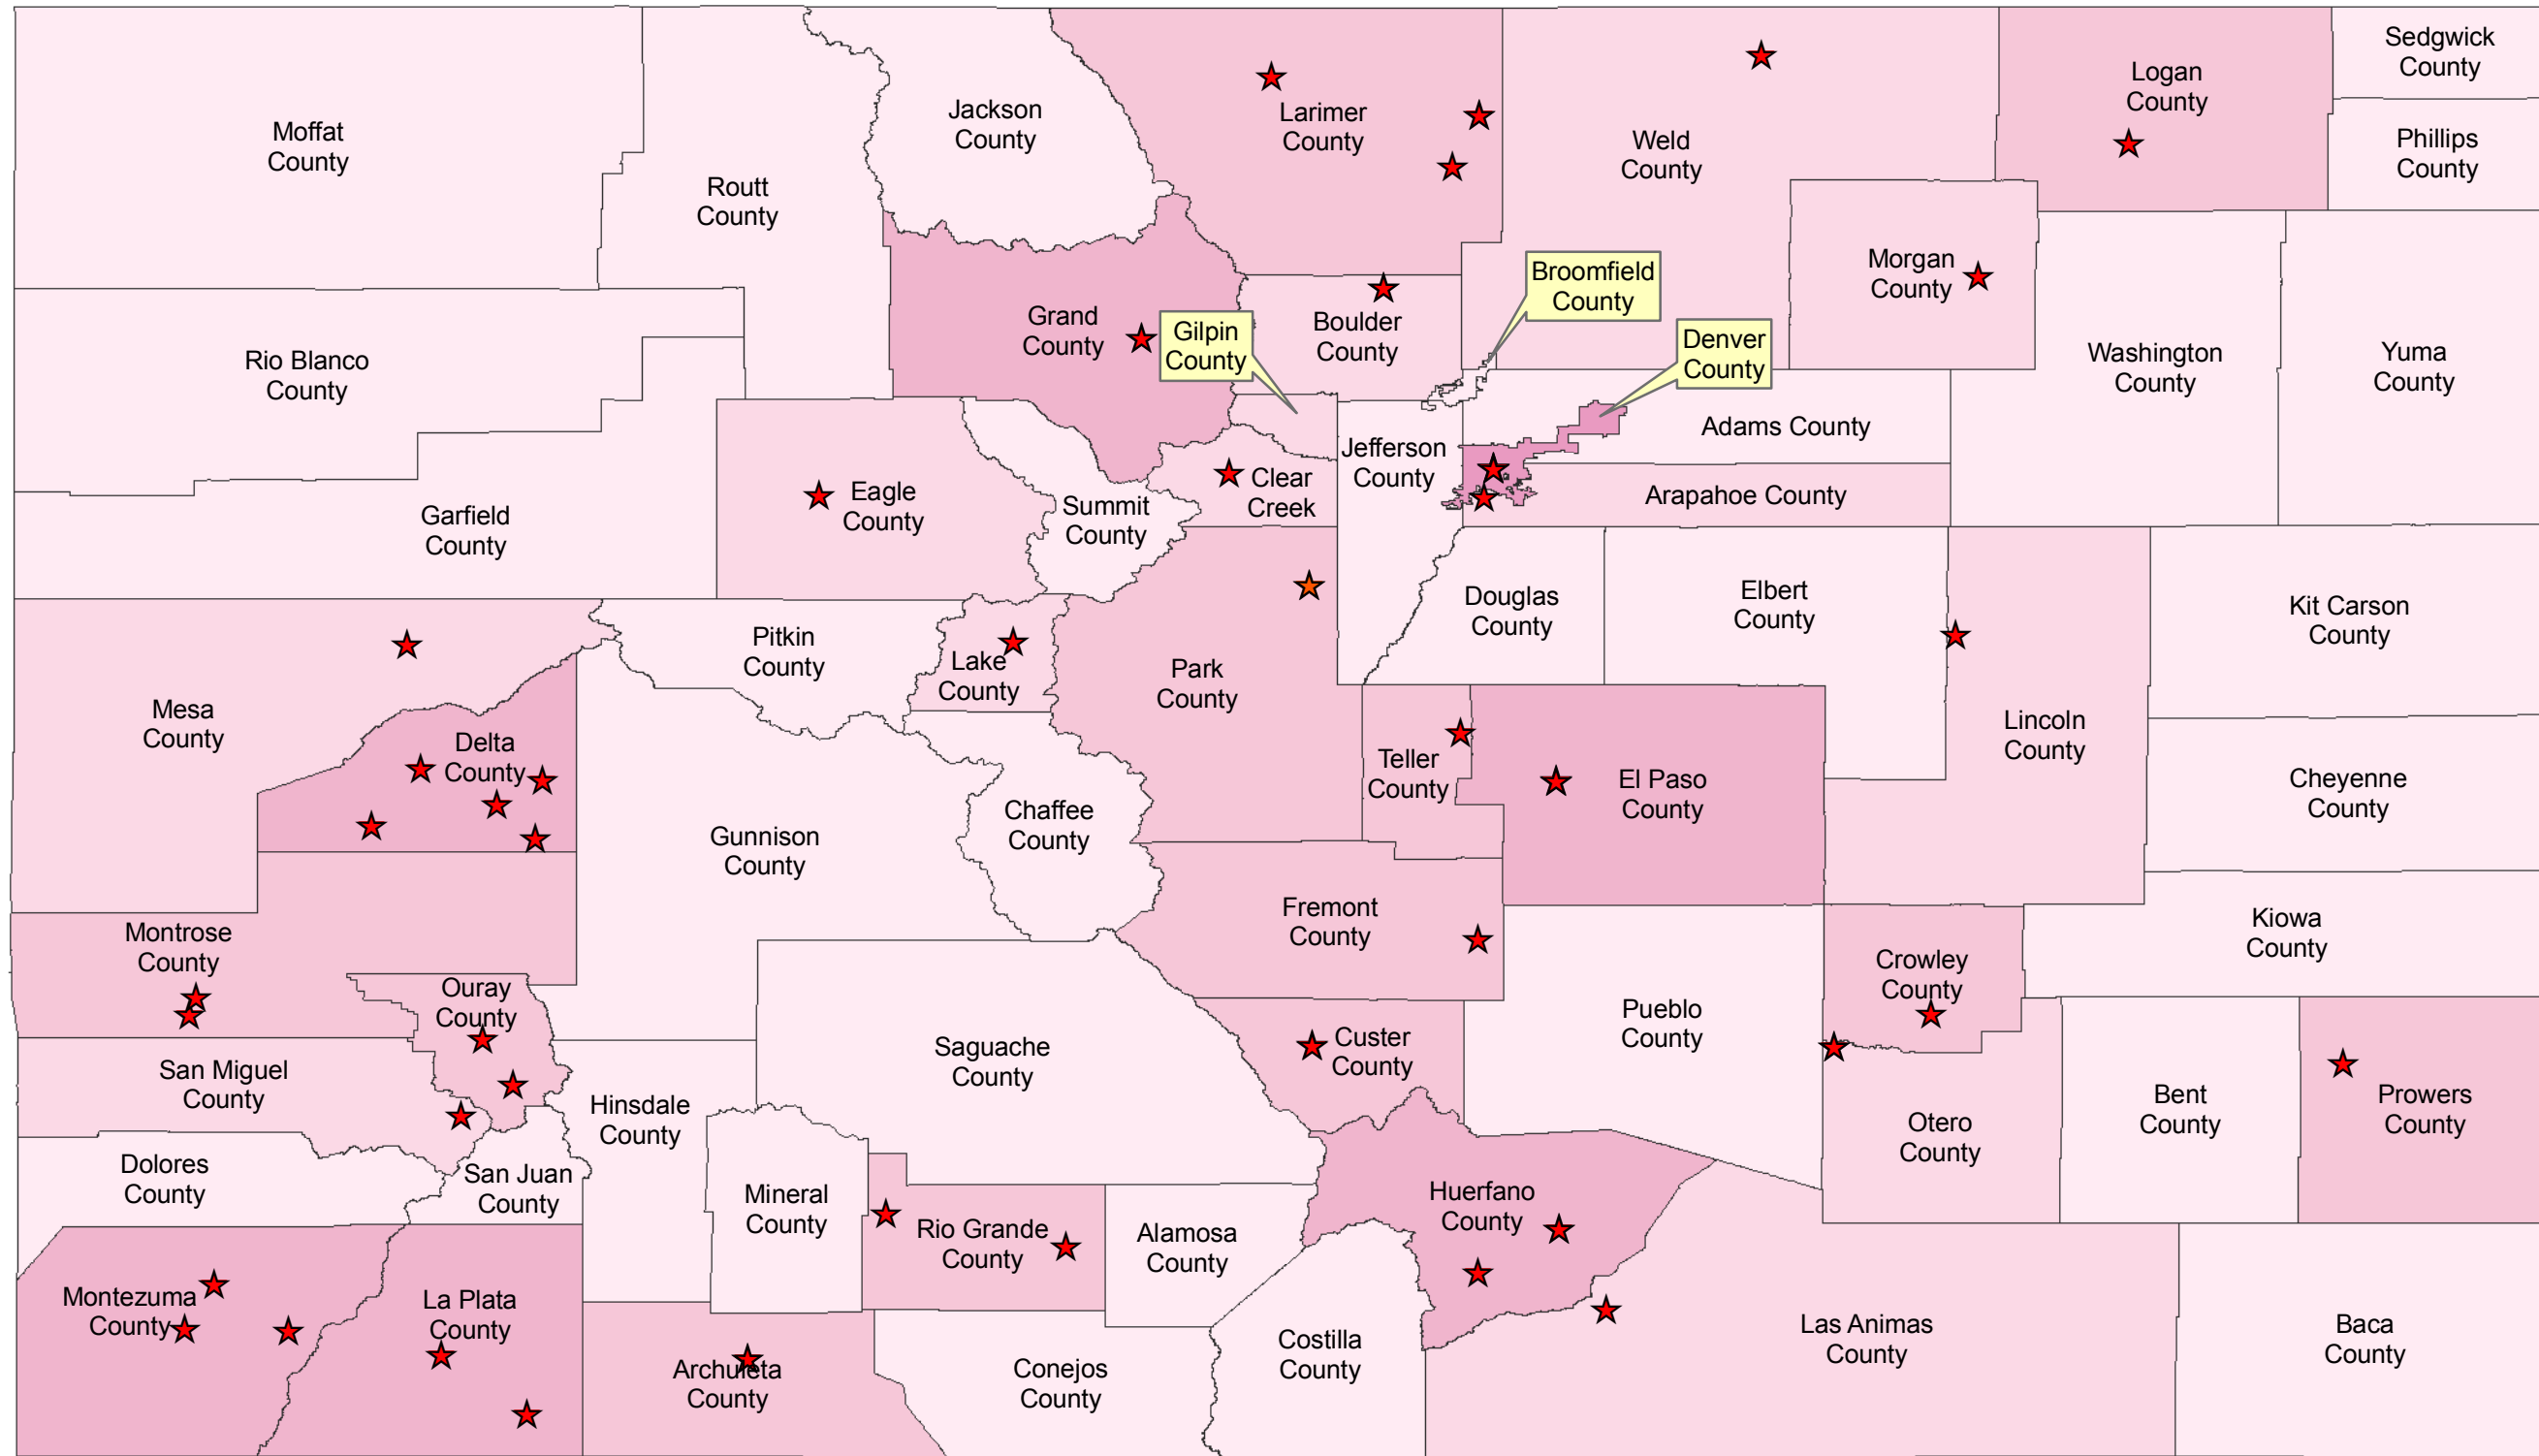 Moffat
County
Routt
County
Jackson
County
Larimer
County
Weld
County
Logan
County
Sedgwick
County
Phillips
County
Rio Blanco
County
Grand
County
Gilpin
County
Boulder
County
Broomfield
County
Denver
County
Morgan
County
Washington
County
Yuma
County
Garfield
County
Eagle
County
Summit
County
Clear
Creek
Jefferson
County
Adams County
Arapahoe County
Mesa
County
Pitkin
County
Lake
County
Park
County
Douglas
County
Elbert
County
Lincoln
County
Kit Carson
County
Delta
County
Gunnison
County
Chaffee
County
Teller
County
El Paso
County
Cheyenne
County
Montrose
County
Ouray
County
Fremont
County
Crowley
County
Kiowa
County
San Miguel
County
Hinsdale
County
Saguache
County
Custer
County
Pueblo
County
Otero
County
Bent
County
Prowers
County
Dolores
County
San Juan
County
Mineral
County
Rio Grande
County
Alamosa
County
Huerfano
County
Montezuma
County
La Plata
County
Archuleta
County
Conejos
County
Costilla
County
Las Animas
County
Baca
County